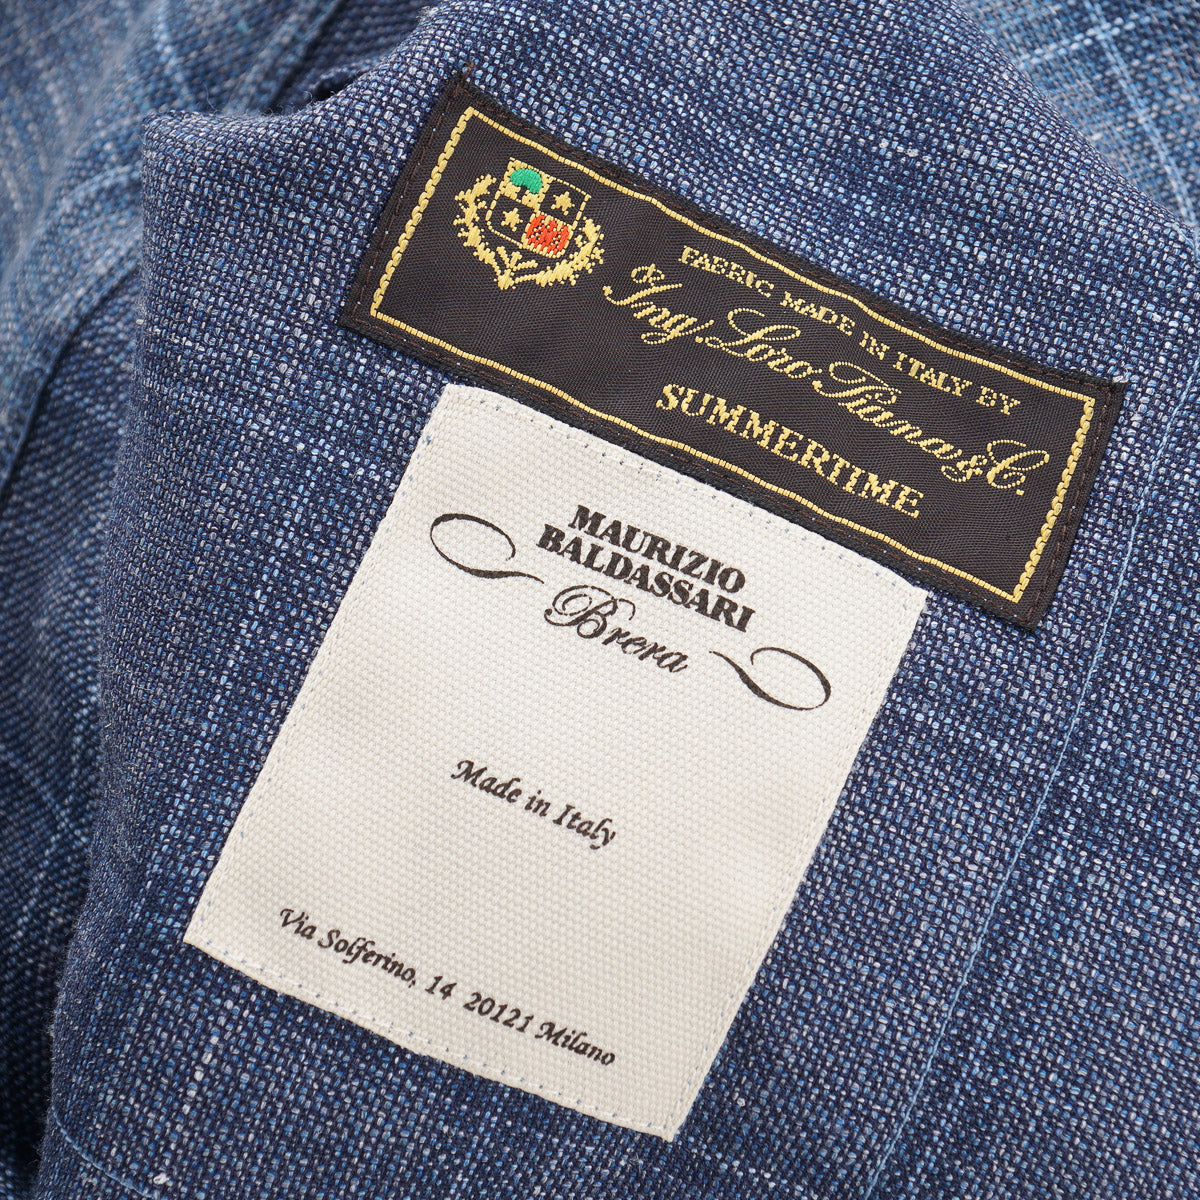 FABRIC MADE IN ITALY BY
Ing. Loro Piana & C.
SUMMERTIME
MAURIZIO
BALDASSARI
Brera
Made in Italy
Via Solferino, 14 20121 Milano